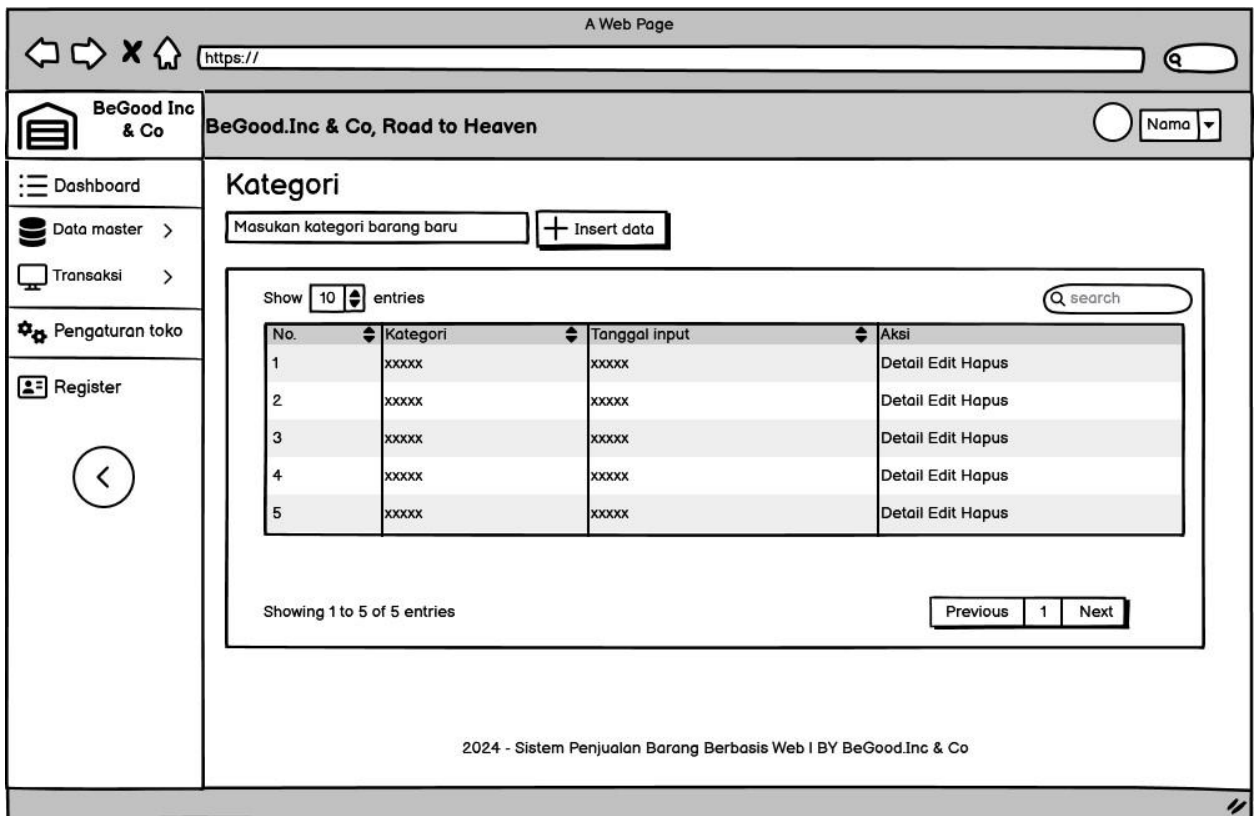 A Web Page
https://
BeGood Inc
& Co
BeGood.Inc & Co, Road to Heaven
Nama
Dashboard
Data master
Transaksi
Pengaturan toko
Register
Kategori
Masukan kategori barang baru
Insert data
Show 10 entries
search
No. Kategori Tanggal input Aksi
1 xxxxx xxxxx Detail Edit Hapus
2 xxxxx xxxxx Detail Edit Hapus
3 xxxxx xxxxx Detail Edit Hapus
4 xxxxx xxxxx Detail Edit Hapus
5 xxxxx xxxxx Detail Edit Hapus
Showing 1 to 5 of 5 entries
Previous 1 Next
2024 - Sistem Penjualan Barang Berbasis Web | BY BeGood.Inc & Co